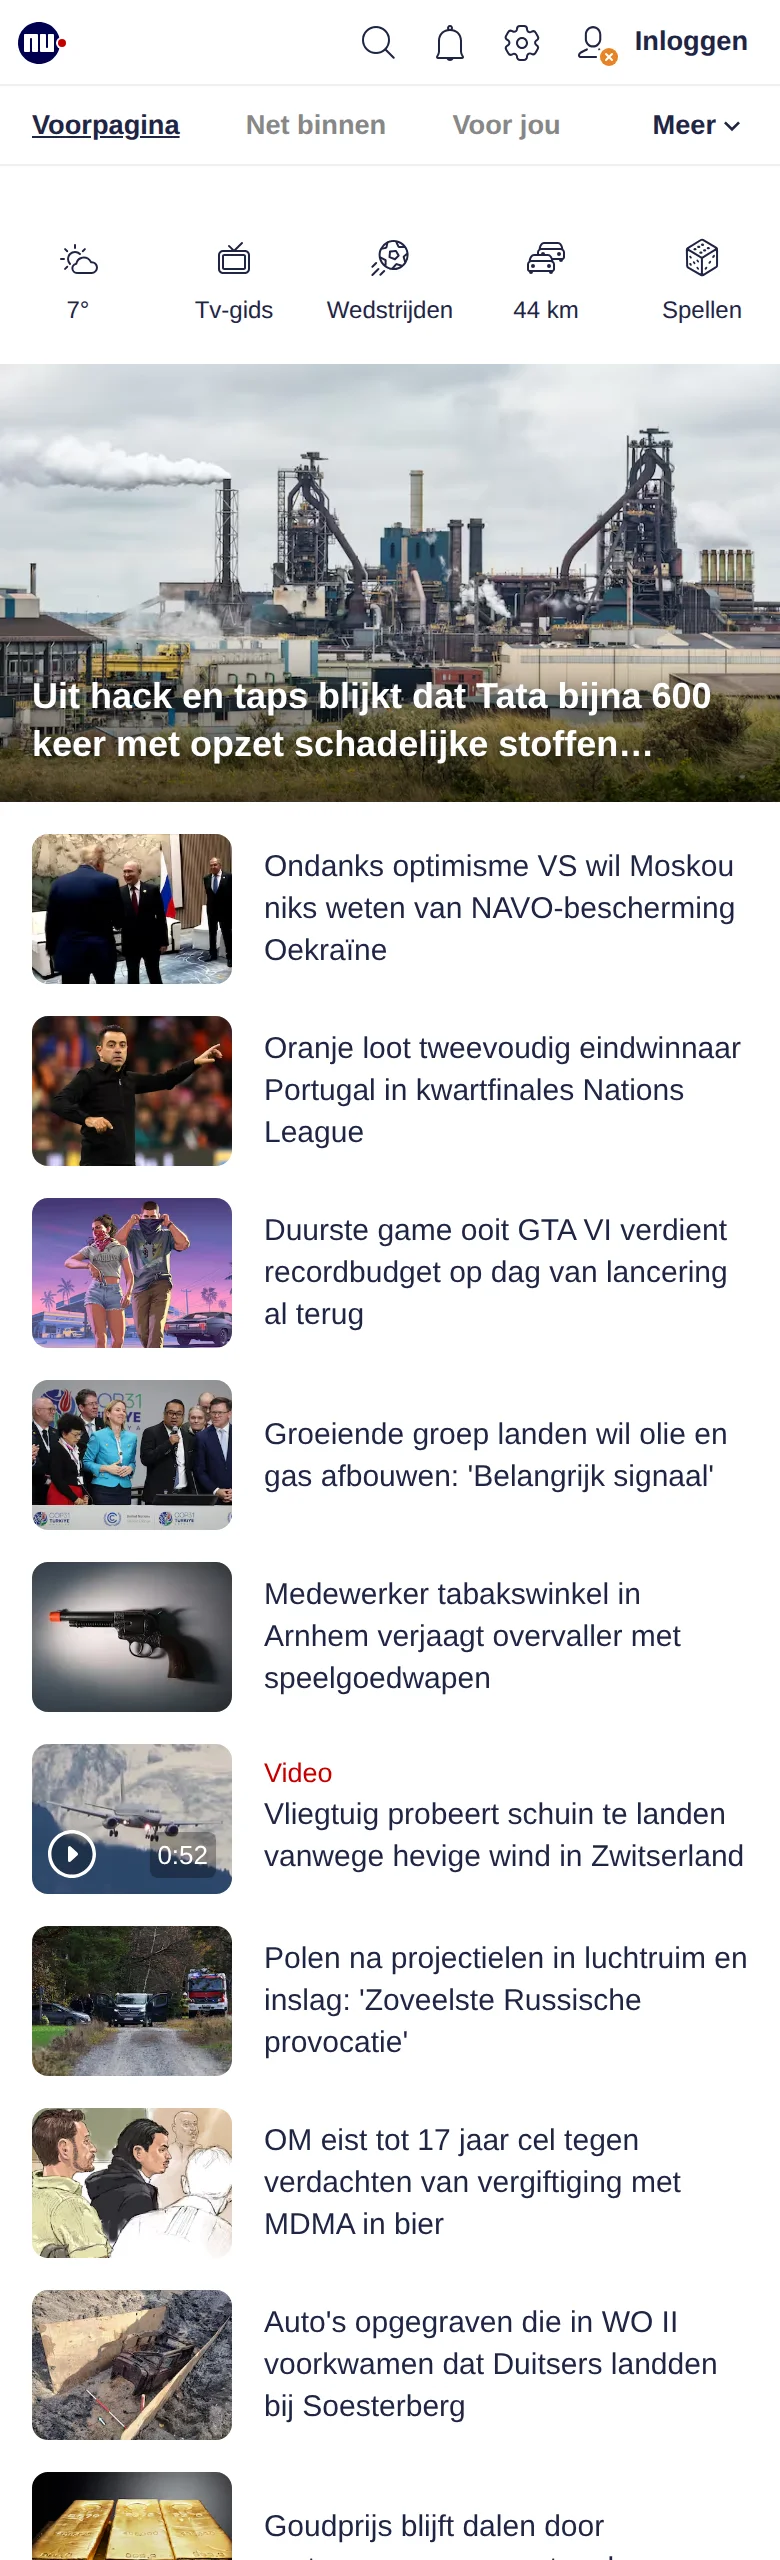 nu
Inloggen
Voorpagina Net binnen Voor jou Meer
7° Tv-gids Wedstrijden 44 km Spellen
Uit hack en taps blijkt dat Tata bijna 600
keer met opzet schadelijke stoffen...
Ondanks optimisme VS wil Moskou
niks weten van NAVO-bescherming
Oekraïne
Oranje loot tweevoudig eindwinnaar
Portugal in kwartfinales Nations
League
Duurste game ooit GTA VI verdient
recordbudget op dag van lancering
al terug
Groeiende groep landen wil olie en
gas afbouwen: 'Belangrijk signaal'
Medewerker tabakswinkel in
Arnhem verjaagt overvaller met
speelgoedwapen
Video
0:52
Vliegtuig probeert schuin te landen
vanwege hevige wind in Zwitserland
Polen na projectielen in luchtruim en
inslag: 'Zoveelste Russische
provocatie'
OM eist tot 17 jaar cel tegen
verdachten van vergiftiging met
MDMA in bier
Auto's opgegraven die in WO II
voorkwamen dat Duitsers landden
bij Soesterberg
Goudprijs blijft dalen door